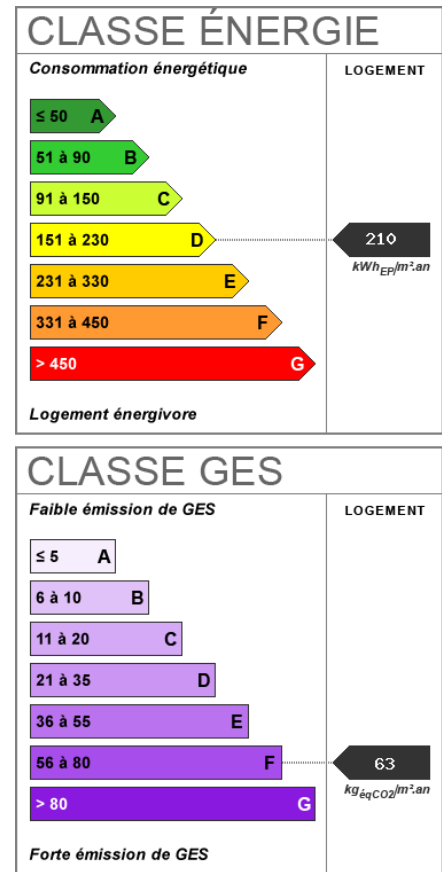 CLASSE ÉNERGIE
Consommation énergétique
LOGEMENT
≤ 50 A
51 à 90 B
91 à 150 C
151 à 230 D
210
kWhEP/m².an
231 à 330 E
331 à 450 F
> 450 G
Logement énergivore
CLASSE GES
Faible émission de GES
LOGEMENT
≤ 5 A
6 à 10 B
11 à 20 C
21 à 35 D
36 à 55 E
56 à 80 F
63
kgéqCO2/m².an
> 80 G
Forte émission de GES